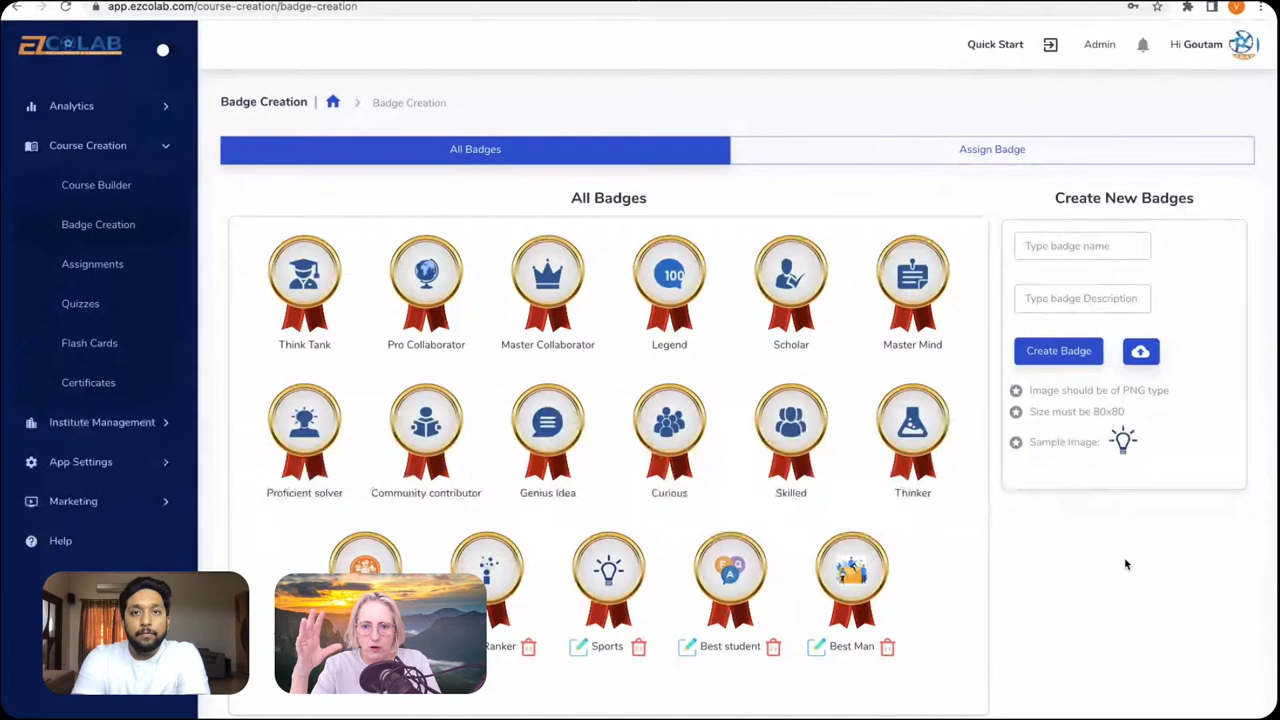 app.ezcolab.com/course-creation/badge-creation
V
EZCOLAB
Quick Start
Admin
Hi Goutam
Analytics
Course Creation
Course Builder
Badge Creation
Assignments
Quizzes
Flash Cards
Certificates
Institute Management
App Settings
Marketing
Help
Badge Creation | Badge Creation
All Badges
Assign Badge
All Badges
Create New Badges
100
Think Tank
Pro Collaborator
Master Collaborator
Legend
Scholar
Master Mind
Proficient solver
Community contributor
Genius Idea
Curious
Skilled
Thinker
F Q A
Ranker
Sports
Best student
Best Man
Type badge name
Type badge Description
Create Badge
Image should be of PNG type
Size must be 80x80
Sample image: